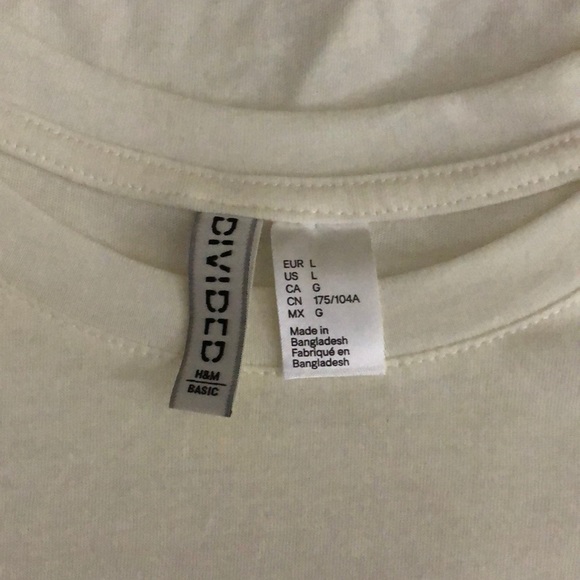 DIVIDED
H&M
BASIC
EUR L
US L
CA G
CN 175/104A
MX G
Made in
Bangladesh
Fabriqué en
Bangladesh